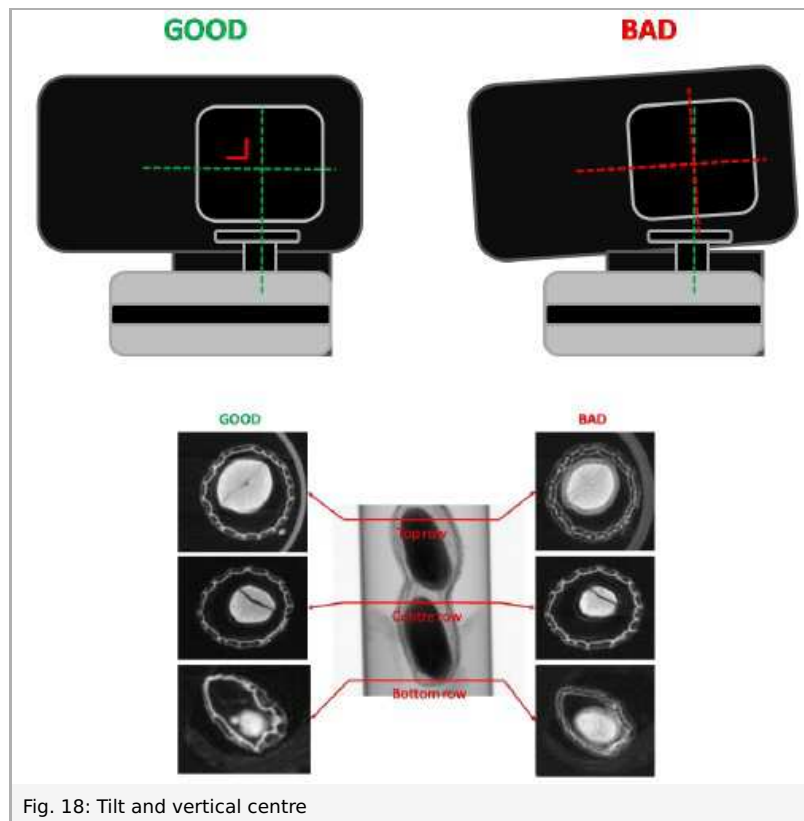 GOOD
BAD
GOOD
BAD
Top row
Centre row
Bottom row
Fig. 18: Tilt and vertical centre